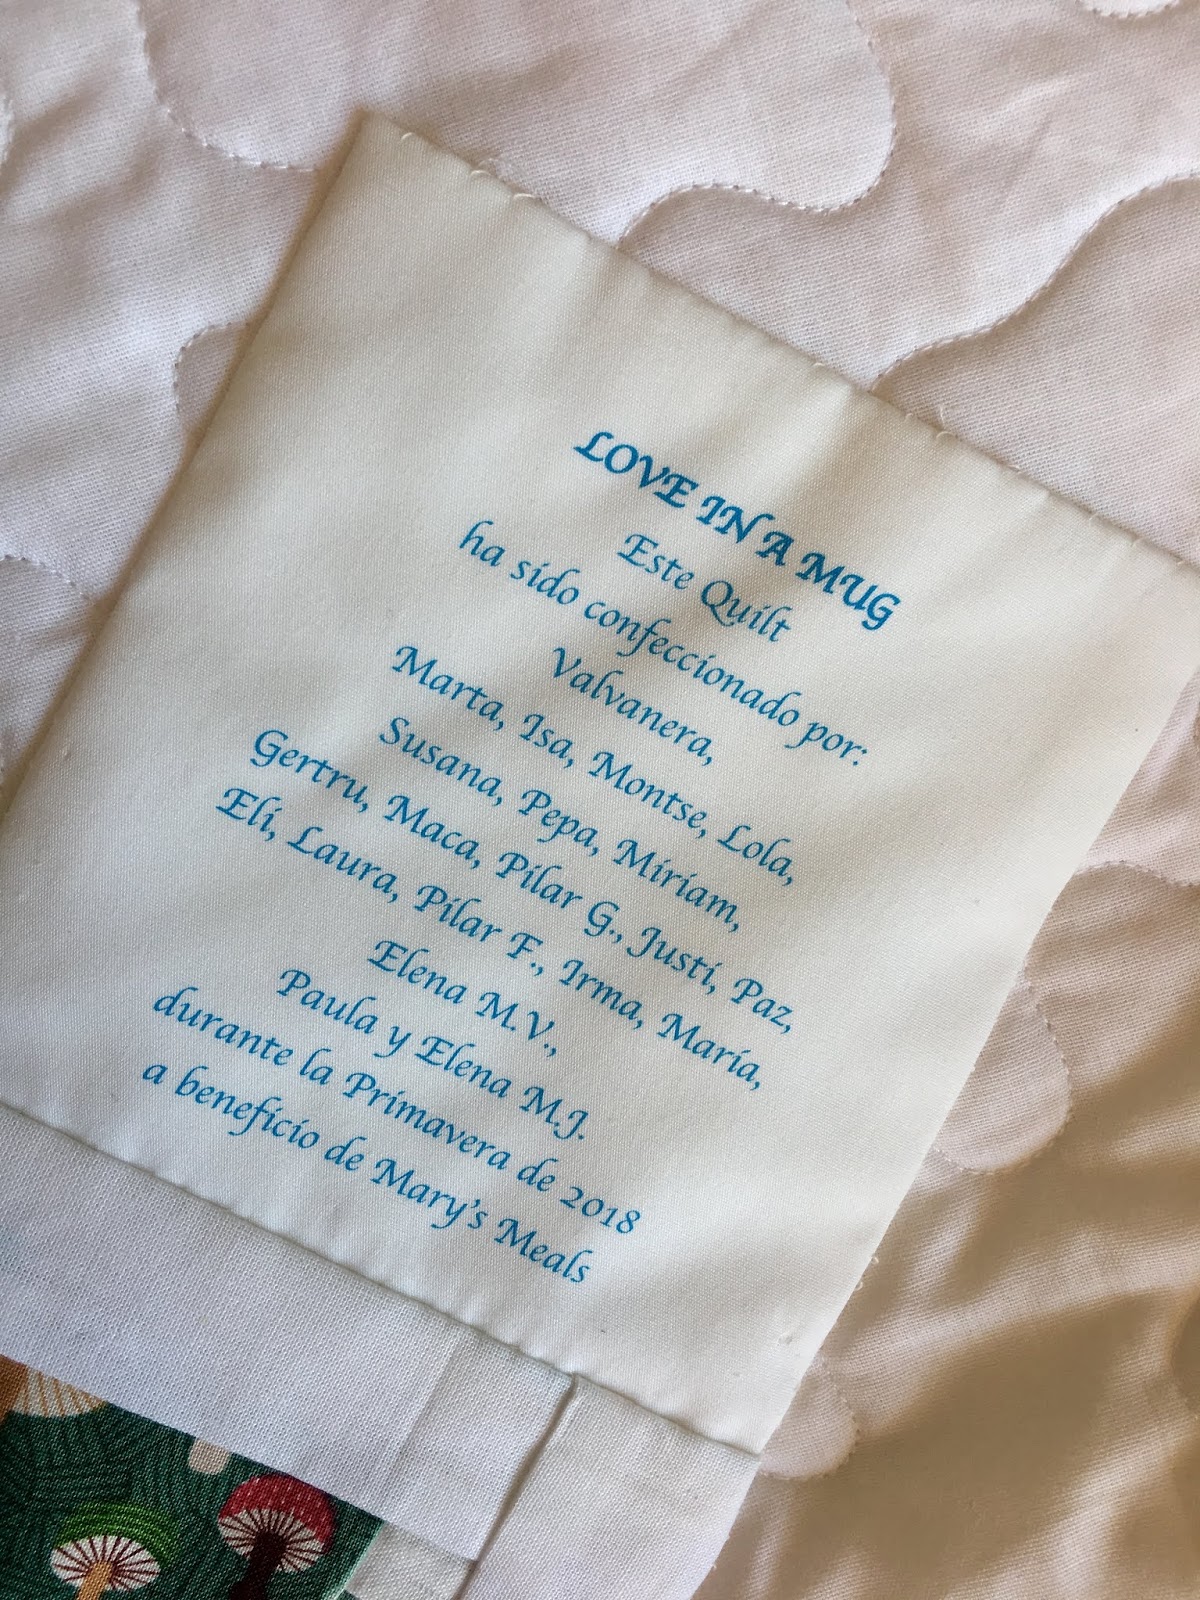 LOVE IN A MUG
Este Quilt
ha sido confeccionado por:
Valvanera,
Marta, Isa, Montse, Lola,
Susana, Pepa, Miriam,
Gertru, Maca, Pilar G., Justi, Paz,
Eli, Laura, Pilar F., Irma, María,
Elena M.V.,
Paula y Elena M.J.
durante la Primavera de 2018
a beneficio de Mary's Meals